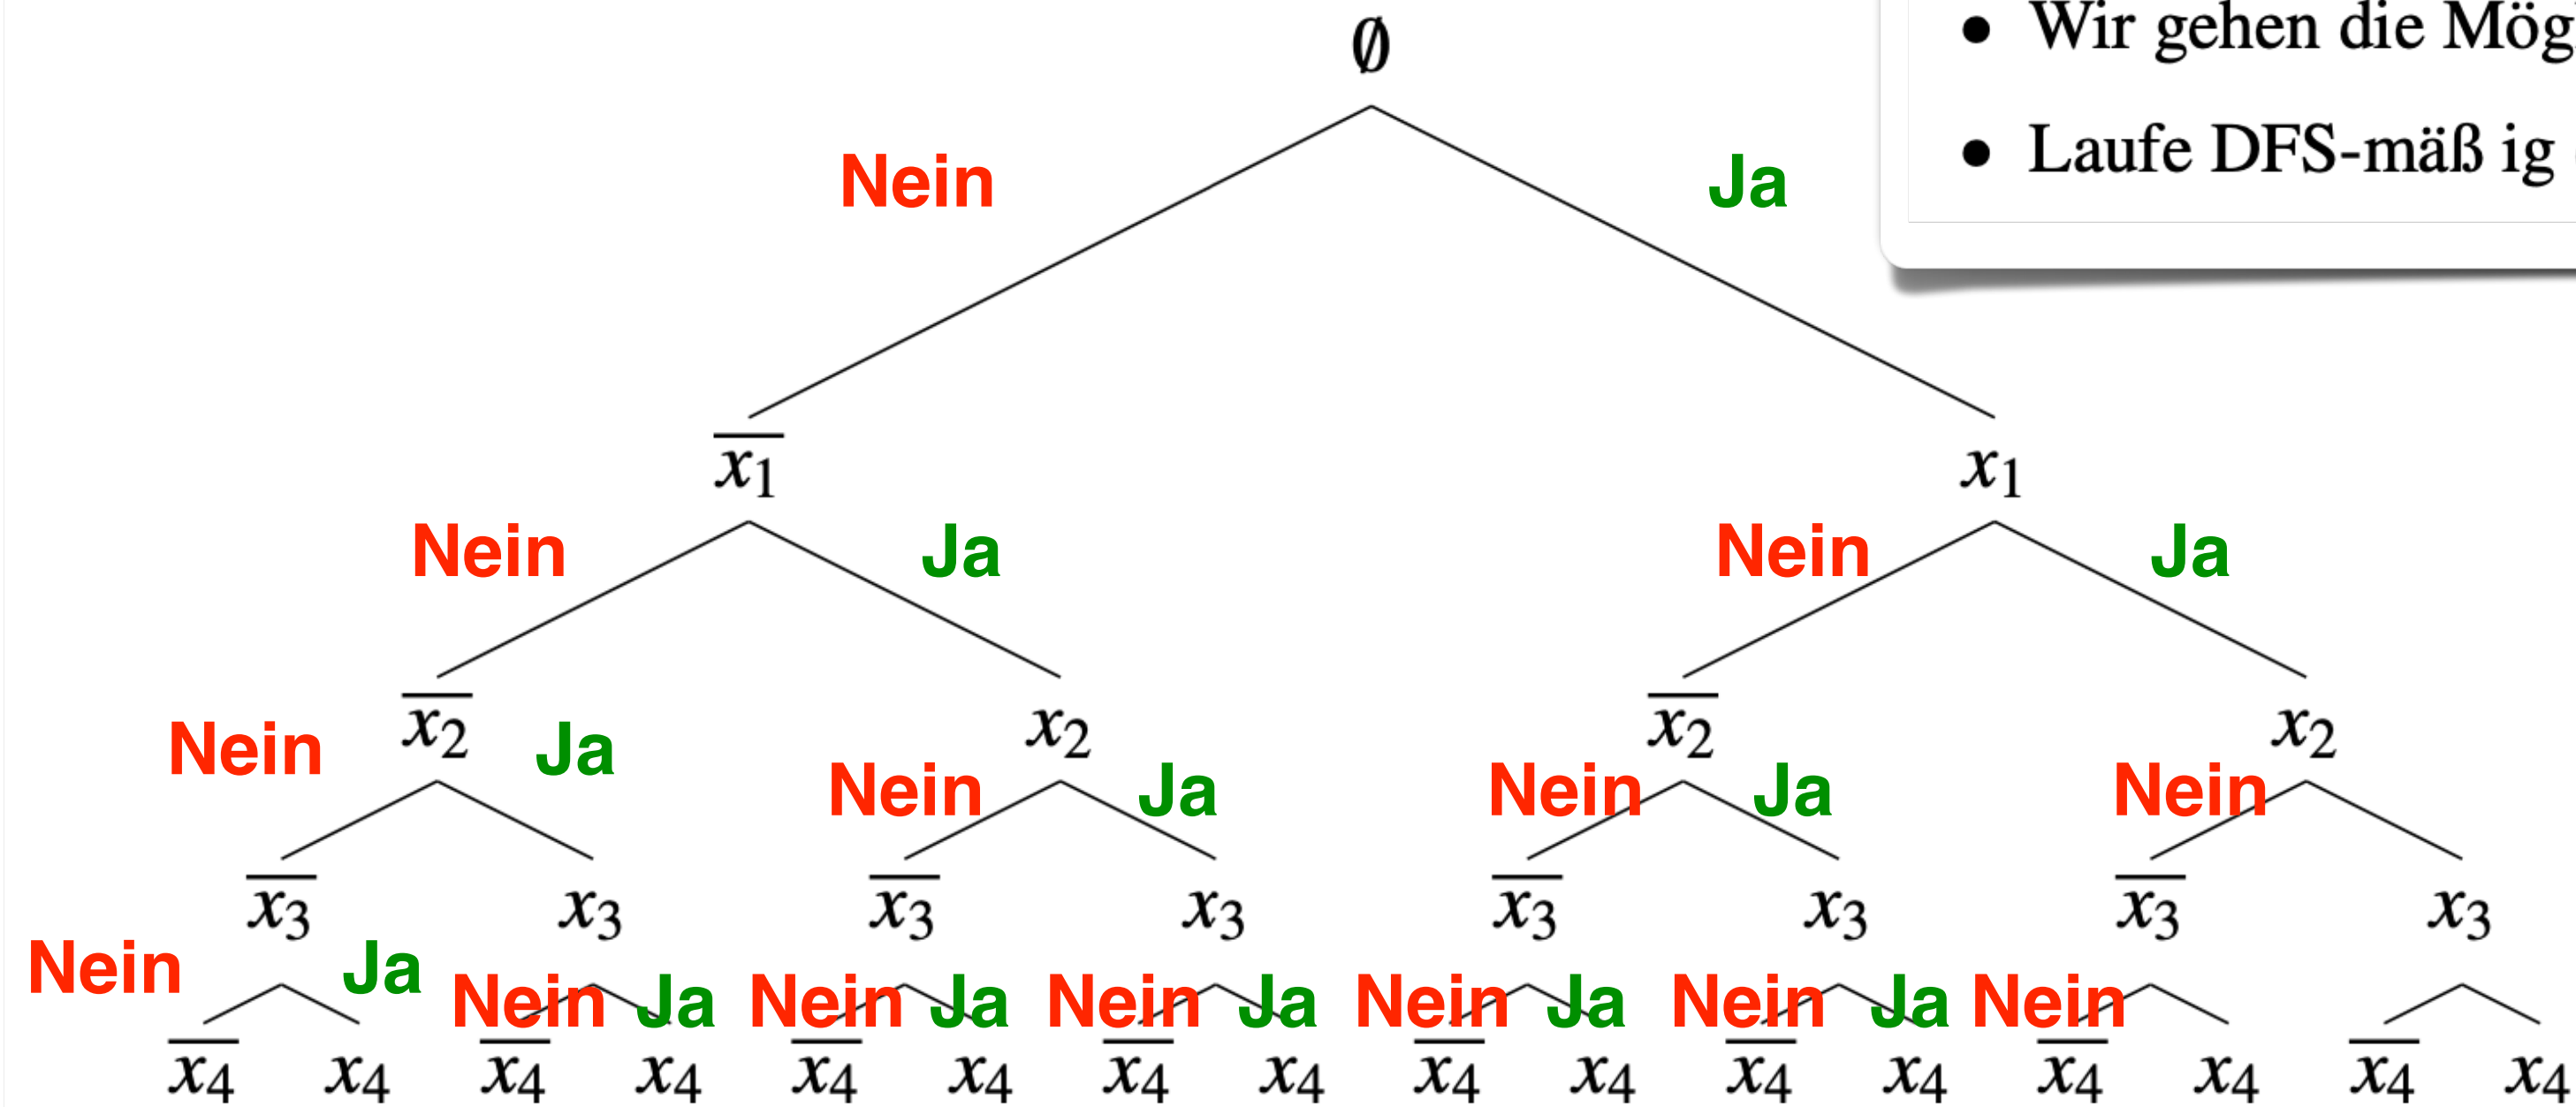 ∅
• Wir gehen die Mög
• Laufe DFS-mäß ig
Nein Ja
x̅₁ x₁
Nein Ja Nein Ja
x̅₂ x₂ x̅₂ x₂
Nein Ja Nein Ja Nein Ja Nein
x̅₃ x₃ x̅₃ x₃ x̅₃ x₃ x̅₃ x₃
Nein Ja Nein Ja Nein Ja Nein Ja Nein Ja Nein Ja Nein
x̅₄ x₄ x̅₄ x₄ x̅₄ x₄ x̅₄ x₄ x̅₄ x₄ x̅₄ x₄ x̅₄ x₄ x̅₄ x₄